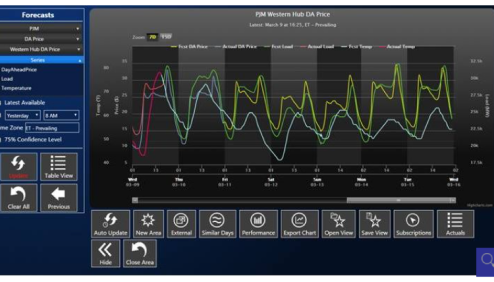 Forecasts
PJM
DA Price
Western Hub DA Price
Series
DayAheadPrice
Load
Temperature
Latest Available
Yesterday 8 AM
me Zone ET - Prevailing
75% Confidence Level
Update
Table View
Clear All
Previous
PJM Western Hub DA Price
Latest: March 9 at 10:23, ET - Prevailing
Zoom 7D
Fcst DA Price Actual DA Price Fcst Load Actual Load Fcst Temp Actual Temp
Temp (°F)
Price ($)
Load (MW)
Wed Thu Fri Sat Sun Mon Tue Wed
03-09 03-10 03-11 03-12 03-13 03-14 03-15 03-16
Auto Update
New Area
External
Similar Days
Performance
Export Chart
Open View
Save View
Subscriptions
Actuals
Hide
Close Area